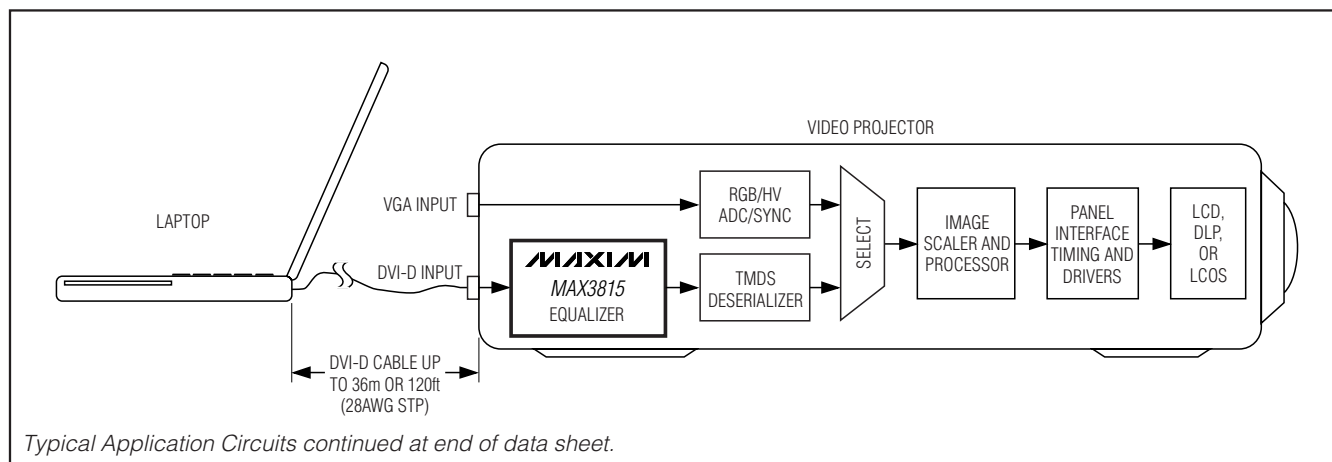 VIDEO PROJECTOR
LAPTOP
VGA INPUT
RGB/HV
ADC/SYNC
DVI-D INPUT
MAXIM
MAX3815
EQUALIZER
TMDS
DESERIALIZER
SELECT
IMAGE
SCALER AND
PROCESSOR
PANEL
INTERFACE
TIMING AND
DRIVERS
LCD,
DLP,
OR
LCOS
DVI-D CABLE UP
TO 36m OR 120ft
(28AWG STP)
Typical Application Circuits continued at end of data sheet.